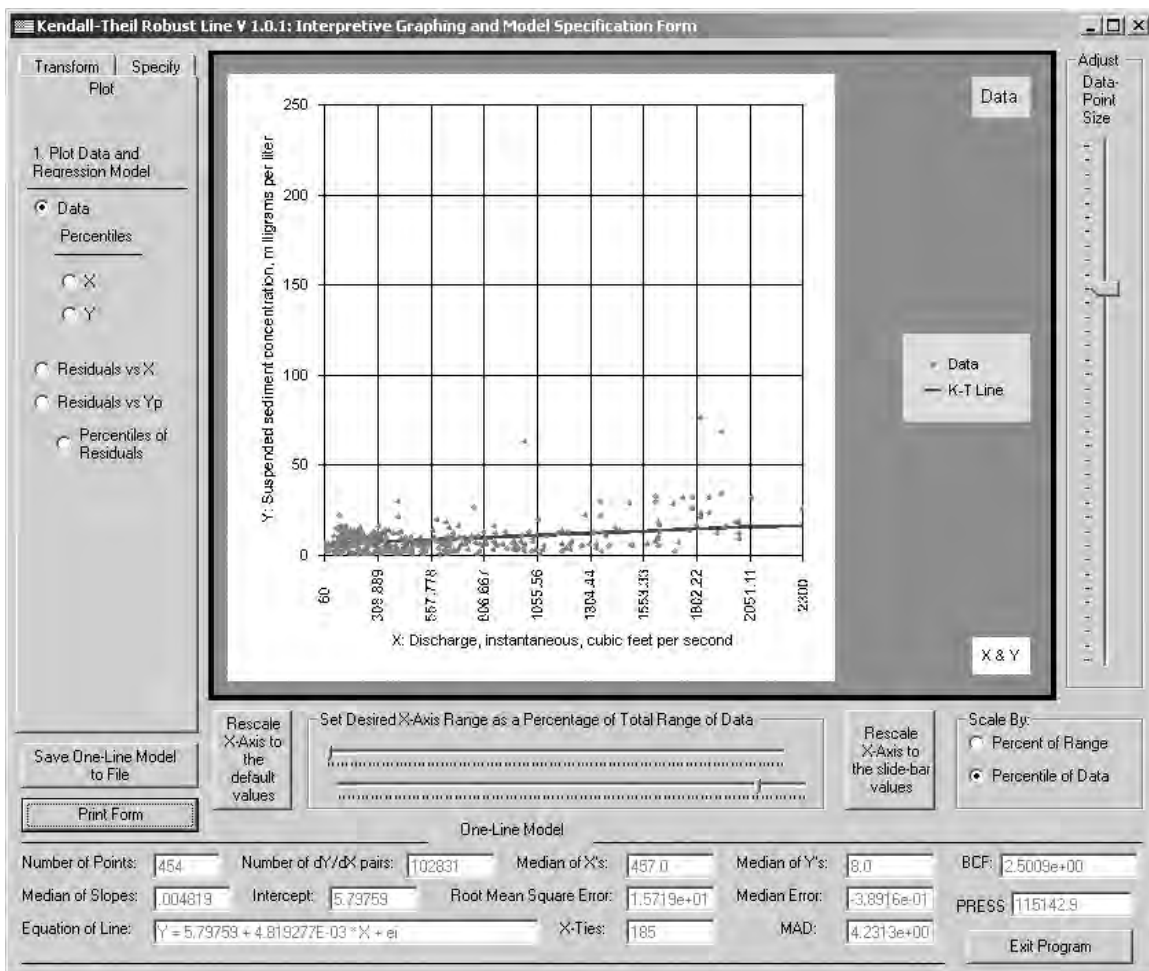 Kendall-Theil Robust Line V 1.0.1: Interpretive Graphing and Model Specification Form
Transform
Specify
Plot
1. Plot Data and
Regression Model
Data
Percentiles
X
Y
Residuals vs X
Residuals vs Yp
Percentiles of
Residuals
Save One-Line Model
to File
Print Form
Y: Suspended sediment concentration, milligrams per liter
250
200
150
100
50
0
60
308.889
557.778
806.667
1055.56
1304.44
1553.33
1802.22
2051.11
2300
X: Discharge, instantaneous, cubic feet per second
Data
Data
K-T Line
X & Y
Adjust
Data-
Point
Size
Rescale
X-Axis to
the
default
values
Set Desired X-Axis Range as a Percentage of Total Range of Data
Rescale
X-Axis to
the slide-bar
values
Scale By:
Percent of Range
Percentile of Data
One-Line Model
Number of Points: 454 Number of dY/dX pairs: 102831 Median of X's: 457.0 Median of Y's: 8.0 BCF: 2.5009e+00
Median of Slopes: .004819 Intercept: 5.79759 Root Mean Square Error: 1.5719e+01 Median Error: -3.8916e-01 PRESS 115142.9
Equation of Line: Y = 5.79759 + 4.819277E-03 * X + ei X-Ties: 185 MAD: 4.2313e+00
Exit Program